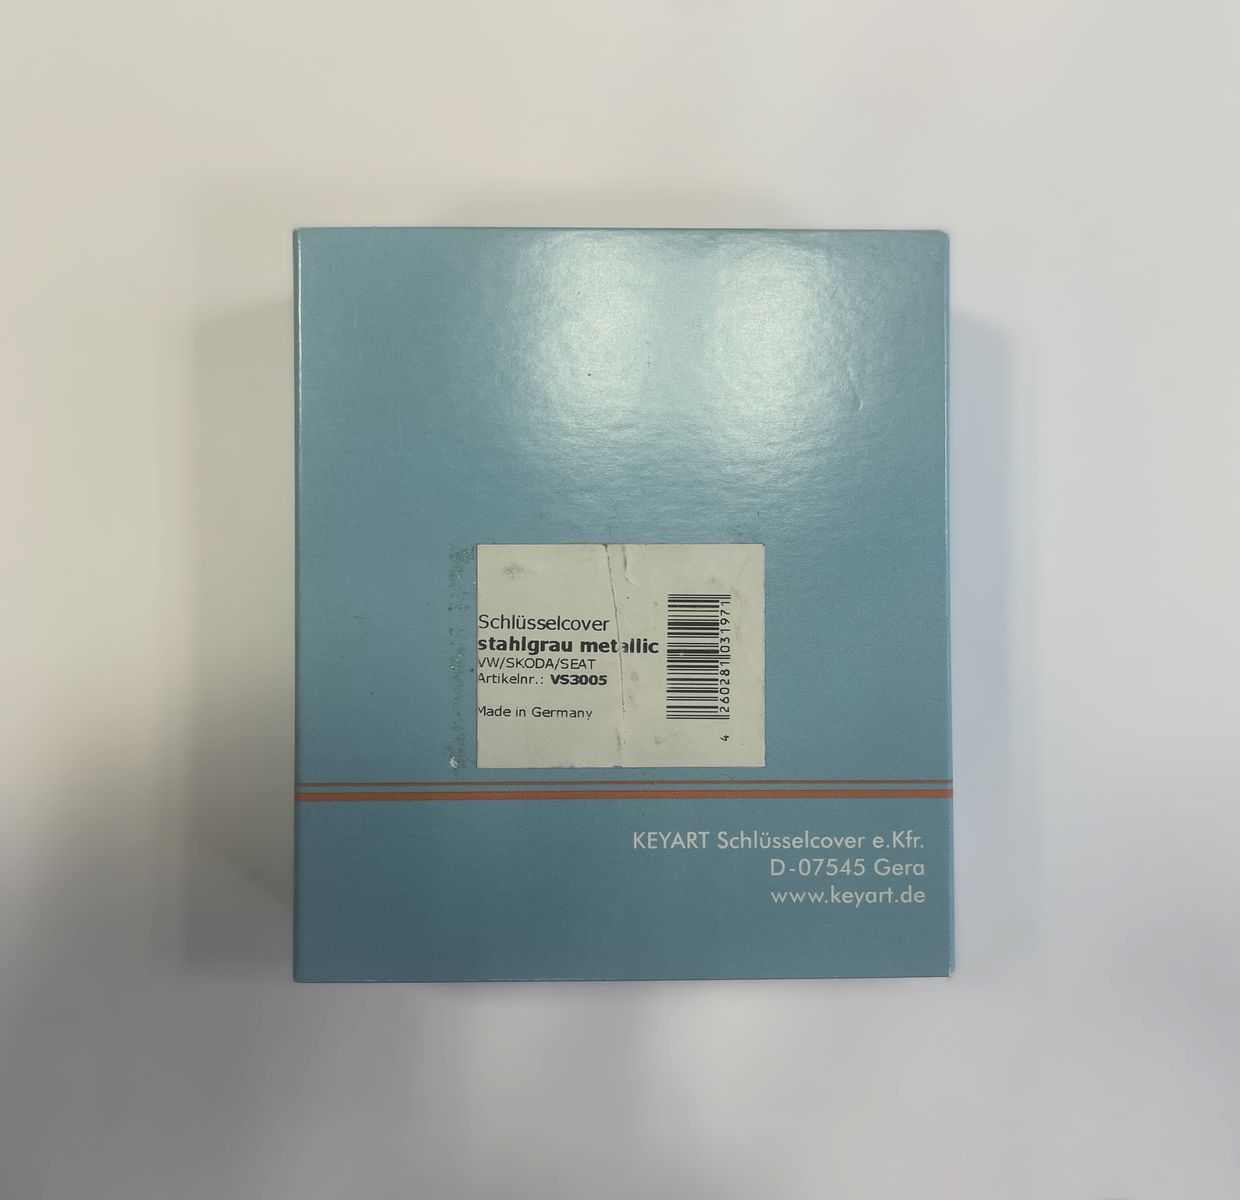 Schlüsselcover
stahlgrau metallic
VW/SKODA/SEAT
Artikelnr.: VS3005
Made in Germany
4 260281 031971
KEYART Schlüsselcover e.Kfr.
D-07545 Gera
www.keyart.de